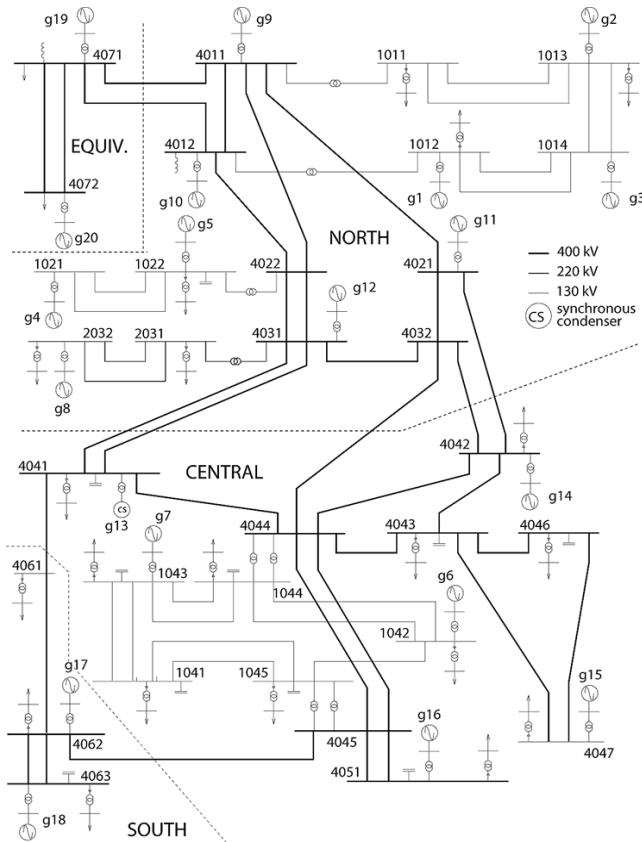 g19
g9
g2
4071
4011
1011
1013
EQUIV.
4012
1012
1014
4072
g10
g1
g3
g20
g5
NORTH
g11
1021
1022
4022
4021
400 kV
220 kV
130 kV
CS
synchronous
condenser
g12
g4
2032
2031
4031
4032
g8
4042
4041
CENTRAL
CS
g13
g7
g14
4044
4043
4046
4061
1043
1044
g6
1042
g17
1041
1045
g15
4062
4045
g16
4047
4063
4051
g18
SOUTH